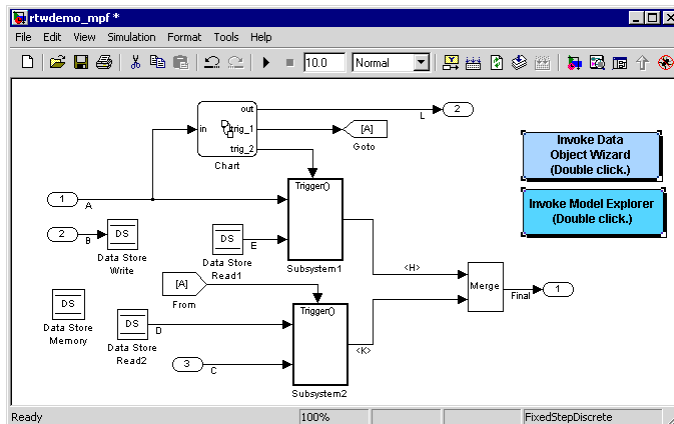 rtwdemo_mpf *
File Edit View Simulation Format Tools Help
10.0 Normal
out
in trig_1
trig_2
Chart
L
2
[A]
Goto
Invoke Data
Object Wizard
(Double click.)
Invoke Model Explorer
(Double click.)
1
A
Trigger()
2
B
DS
Data Store
Write
DS
E
Data Store
Read1
Subsystem1
[A]
From
<H>
Merge
Final
1
DS
Data Store
Memory
DS
D
Data Store
Read2
Trigger()
<K>
3
C
Subsystem2
Ready 100% FixedStepDiscrete